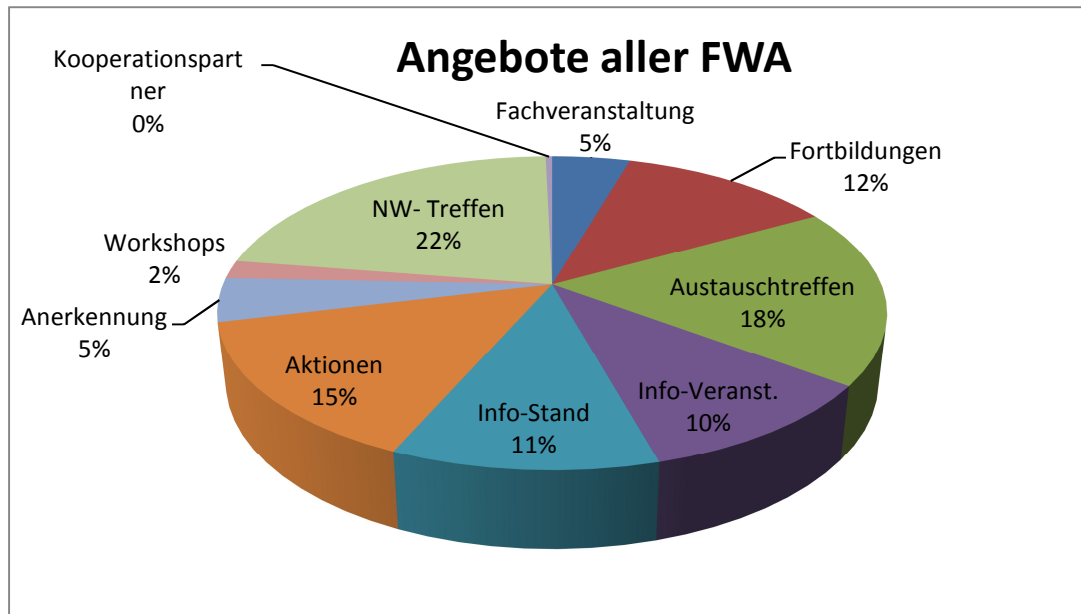 Angebote aller FWA
Kooperationspart
ner
0%
Fachveranstaltung
5%
Fortbildungen
12%
Austauschtreffen
18%
Info-Veranst.
10%
Info-Stand
11%
Aktionen
15%
Anerkennung
5%
Workshops
2%
NW- Treffen
22%